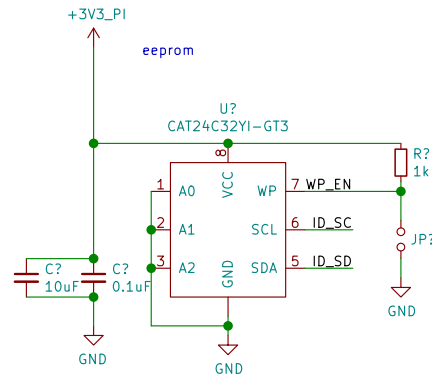 +3V3_PI
eeprom
U?
CAT24C32YI-GT3
8
VCC
R?
1k
1 A0
WP 7 WP_EN
2 A1
SCL 6 ID_SC
JP?
3 A2
GND
SDA 5 ID_SD
C?
10uF
C?
0.1uF
GND
GND
GND